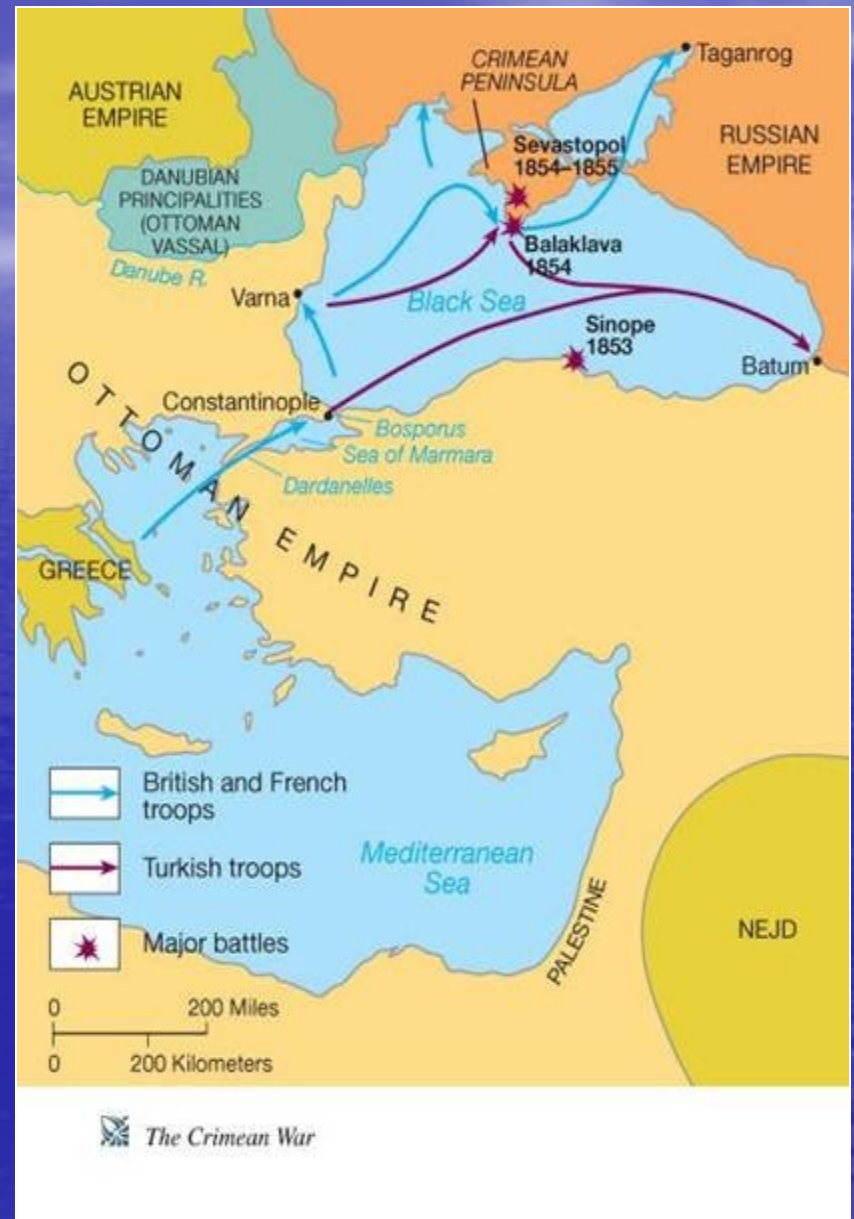 CRIMEAN
PENINSULA
Taganrog
AUSTRIAN
EMPIRE
RUSSIAN
EMPIRE
Sevastopol
1854–1855
DANUBIAN
PRINCIPALITIES
(OTTOMAN
VASSAL)
Danube R.
Balaklava
1854
Varna
Black Sea
Sinope
1853
Batum
Constantinople
Bosporus
Sea of Marmara
Dardanelles
OTTOMAN EMPIRE
GREECE
British and French
troops
Turkish troops
Major battles
Mediterranean
Sea
PALESTINE
NEJD
0 200 Miles
0 200 Kilometers
The Crimean War